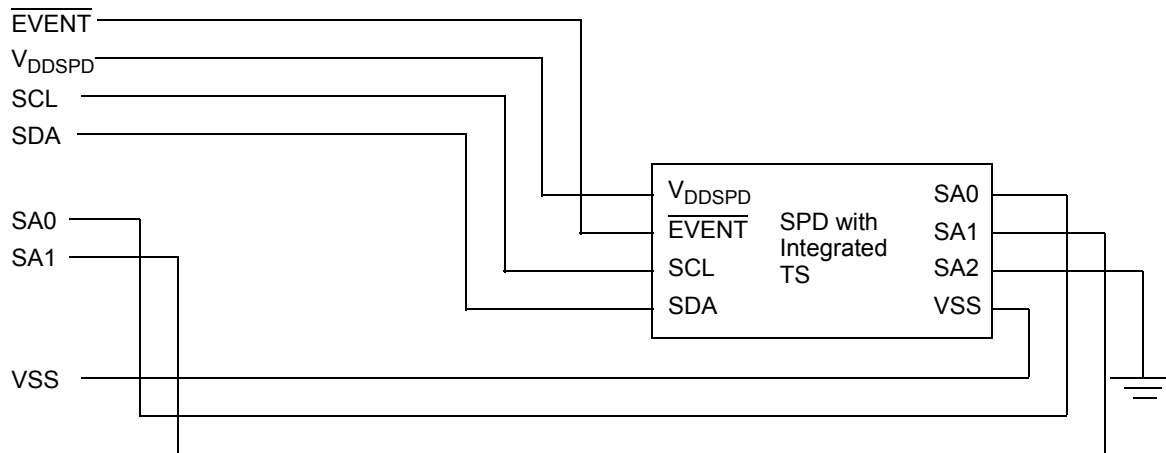 EVENT
VDDSPD
SCL
SDA
SA0
SA1
VSS
VDDSPD
EVENT
SCL
SDA
SPD with
Integrated
TS
SA0
SA1
SA2
VSS